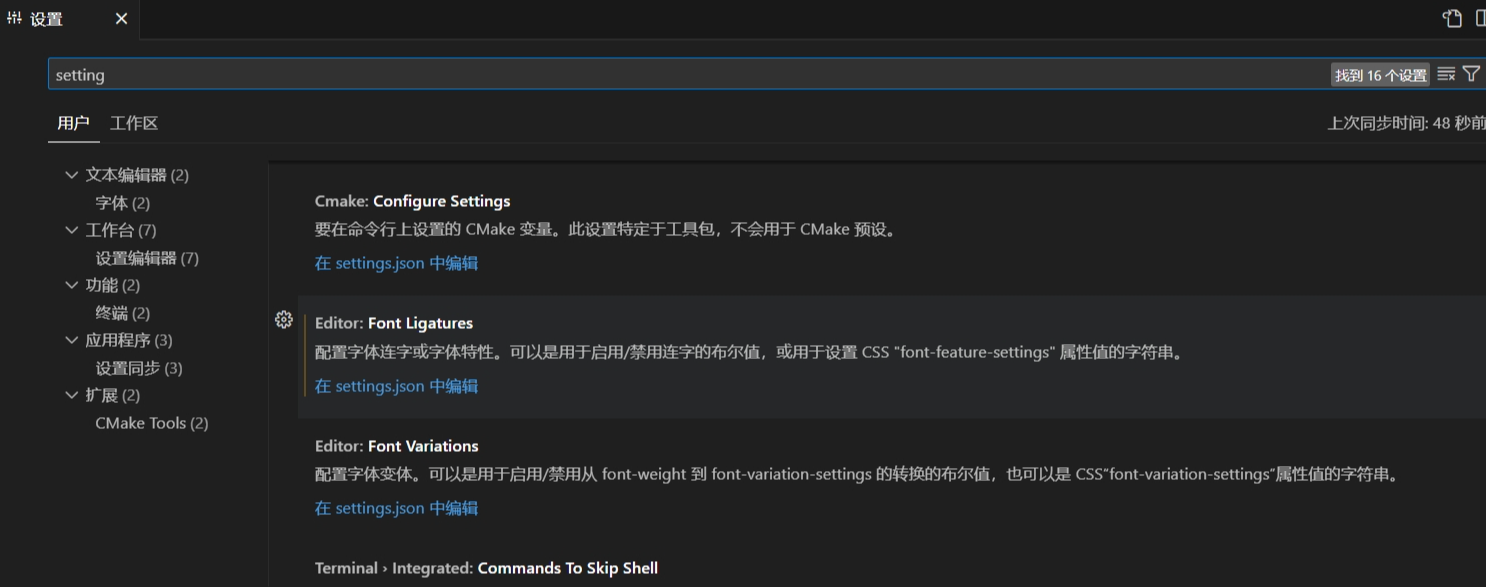 设置
setting
找到 16 个设置
用户 工作区
上次同步时间: 48 秒前
文本编辑器 (2)
字体 (2)
工作台 (7)
设置编辑器 (7)
功能 (2)
终端 (2)
应用程序 (3)
设置同步 (3)
扩展 (2)
CMake Tools (2)
Cmake: Configure Settings
要在命令行上设置的 CMake 变量。此设置特定于工具包，不会用于 CMake 预设。
在 settings.json 中编辑
Editor: Font Ligatures
配置字体连字或字体特性。可以是用于启用/禁用连字的布尔值，或用于设置 CSS "font-feature-settings" 属性值的字符串。
在 settings.json 中编辑
Editor: Font Variations
配置字体变体。可以是用于启用/禁用从 font-weight 到 font-variation-settings 的转换的布尔值，也可以是 CSS"font-variation-settings"属性值的字符串。
在 settings.json 中编辑
Terminal › Integrated: Commands To Skip Shell